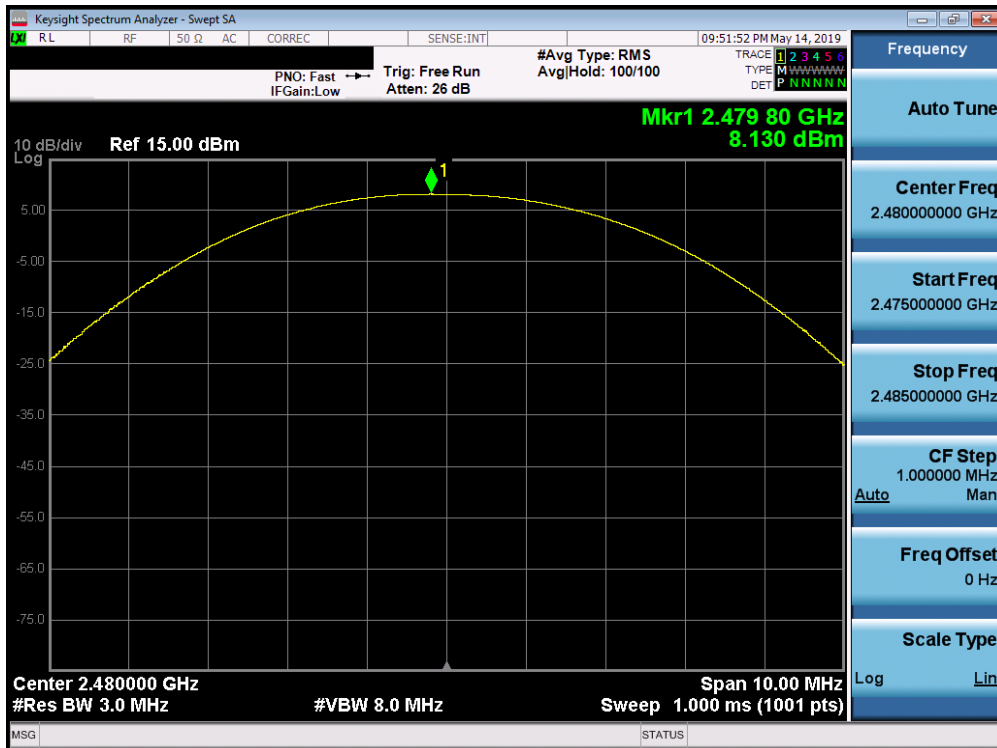 Keysight Spectrum Analyzer - Swept SA
LXI RL RF 50 Ω AC CORREC SENSE:INT 09:51:52 PM May 14, 2019
#Avg Type: RMS TRACE 1 2 3 4 5 6
PNO: Fast Trig: Free Run Avg|Hold: 100/100 TYPE M WWWWW
IFGain:Low Atten: 26 dB DET P N N N N N
Mkr1 2.479 80 GHz
8.130 dBm
10 dB/div Ref 15.00 dBm
Log
1
5.00
-5.00
-15.0
-25.0
-35.0
-45.0
-55.0
-65.0
-75.0
Center 2.480000 GHz Span 10.00 MHz
#Res BW 3.0 MHz #VBW 8.0 MHz Sweep 1.000 ms (1001 pts)
MSG STATUS
Frequency
Auto Tune
Center Freq
2.480000000 GHz
Start Freq
2.475000000 GHz
Stop Freq
2.485000000 GHz
CF Step
1.000000 MHz
Auto Man
Freq Offset
0 Hz
Scale Type
Log Lin